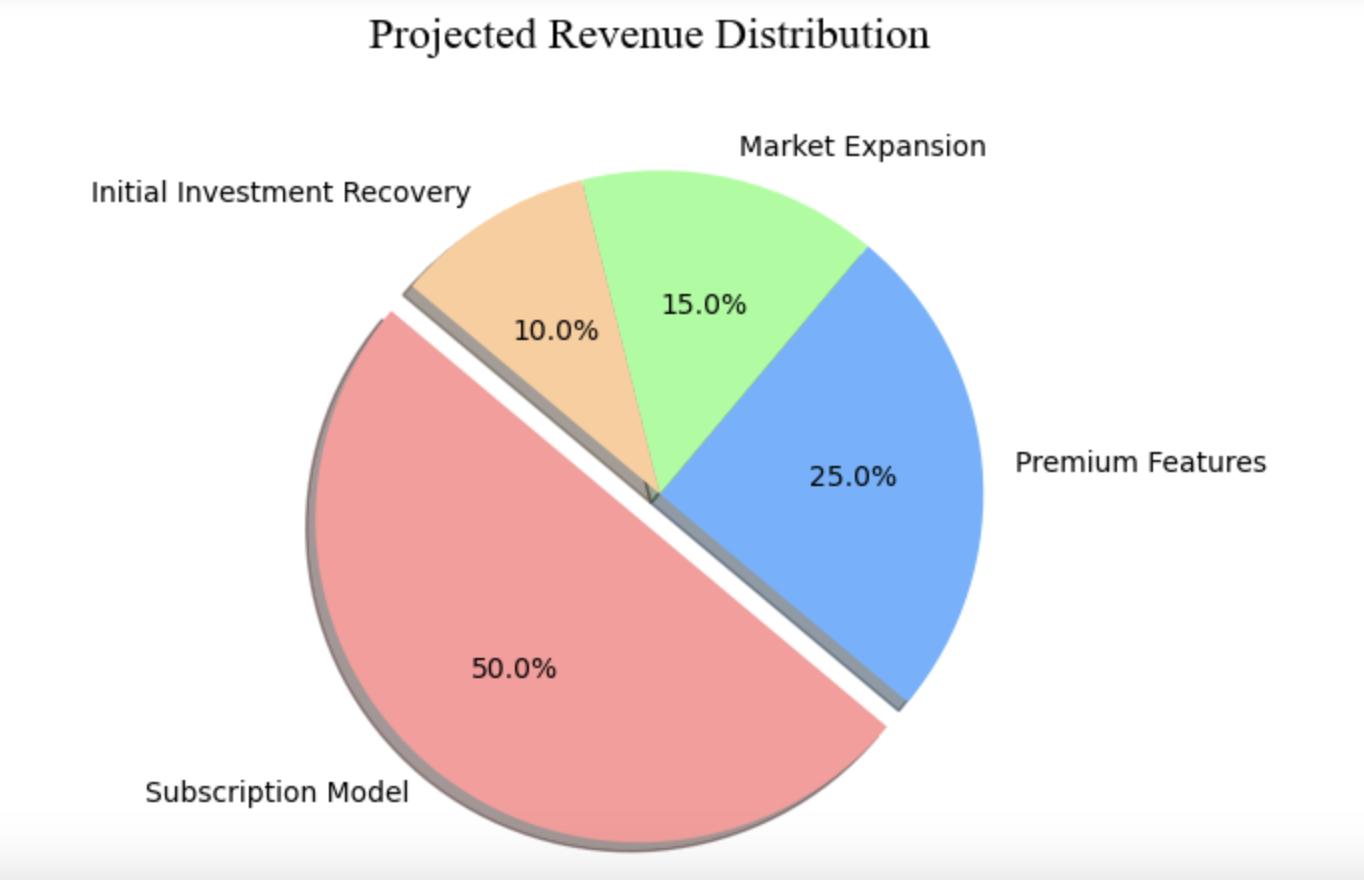 Projected Revenue Distribution
Market Expansion
Initial Investment Recovery
15.0%
10.0%
Premium Features
25.0%
50.0%
Subscription Model